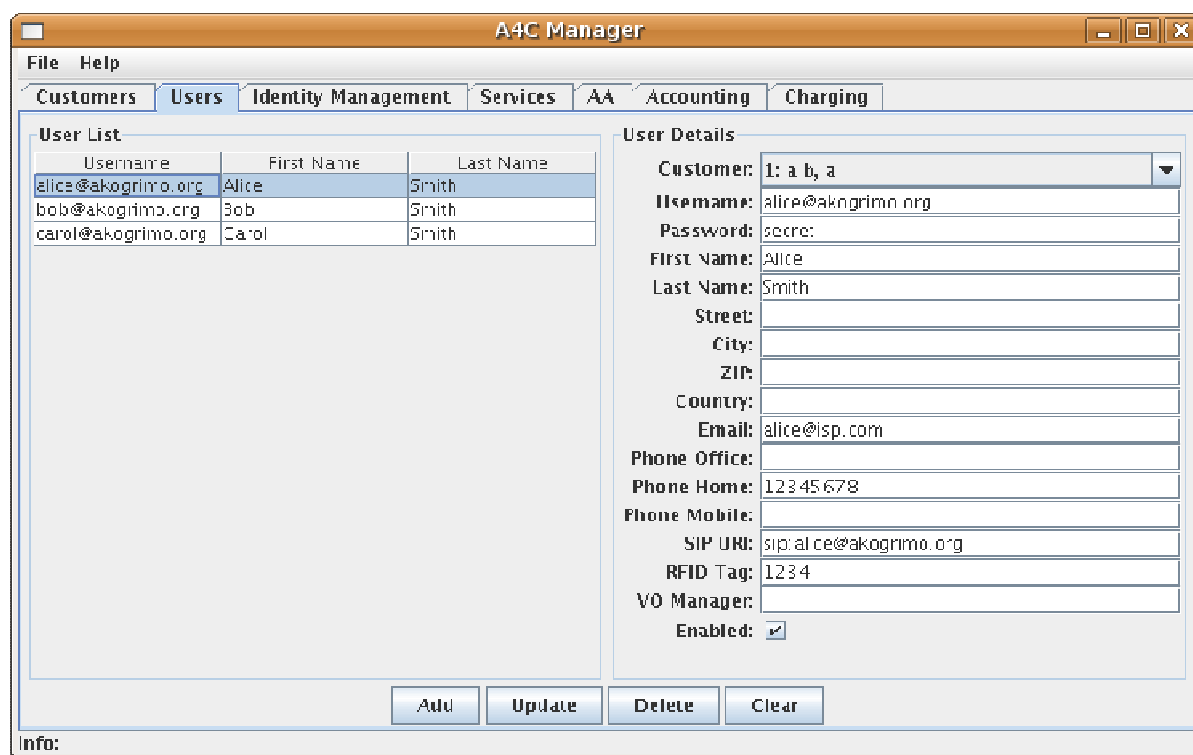 A4C Manager
File Help
Customers Users Identity Management Services AA Accounting Charging
User List
Username First Name Last Name
alice@akogrimo.org Alice Smith
bob@akogrimo.org Bob Smith
carol@akogrimo.org Carol Smith
User Details
Customer: 1: a b, a
Username: alice@akogrimo.org
Password: secret
First Name: Alice
Last Name: Smith
Street:
City:
ZIP:
Country:
Email: alice@isp.com
Phone Office:
Phone Home: 12345678
Phone Mobile:
SIP URI: sip:alice@akogrimo.org
RFID Tag: 1234
VO Manager:
Enabled:
Add Update Delete Clear
Info: